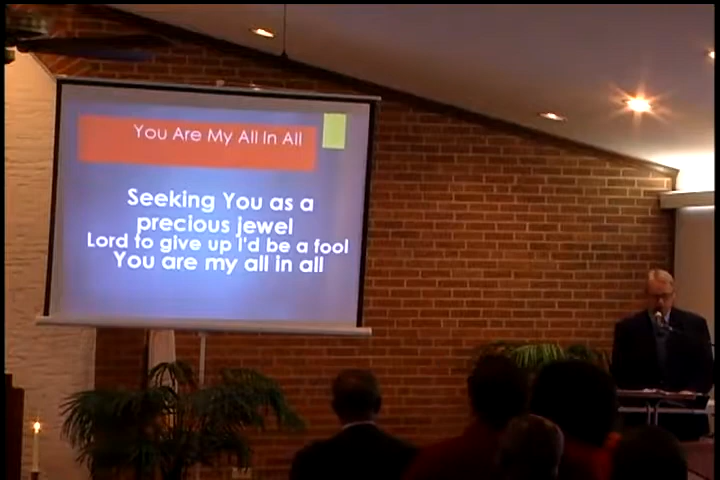 You Are My All In All
Seeking You as a
precious jewel
Lord to give up I'd be a fool
You are my all in all